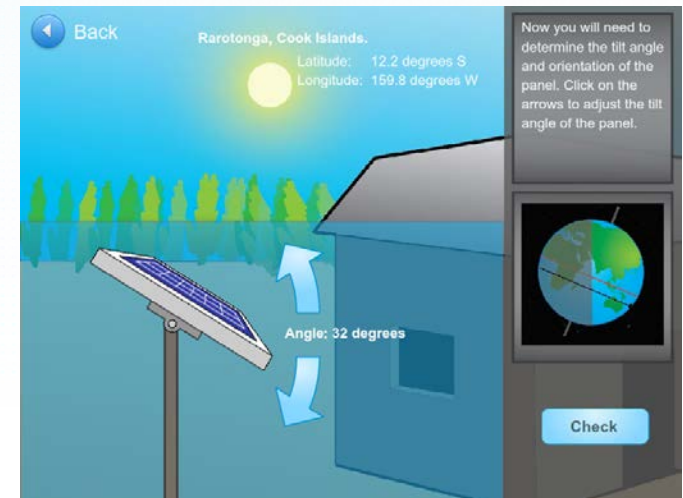 Back
Rarotonga, Cook Islands.
Latitude: 12.2 degrees S
Longitude: 159.8 degrees W
Now you will need to
determine the tilt angle
and orientation of the
panel. Click on the
arrows to adjust the tilt
angle of the panel.
Angle: 32 degrees
Check